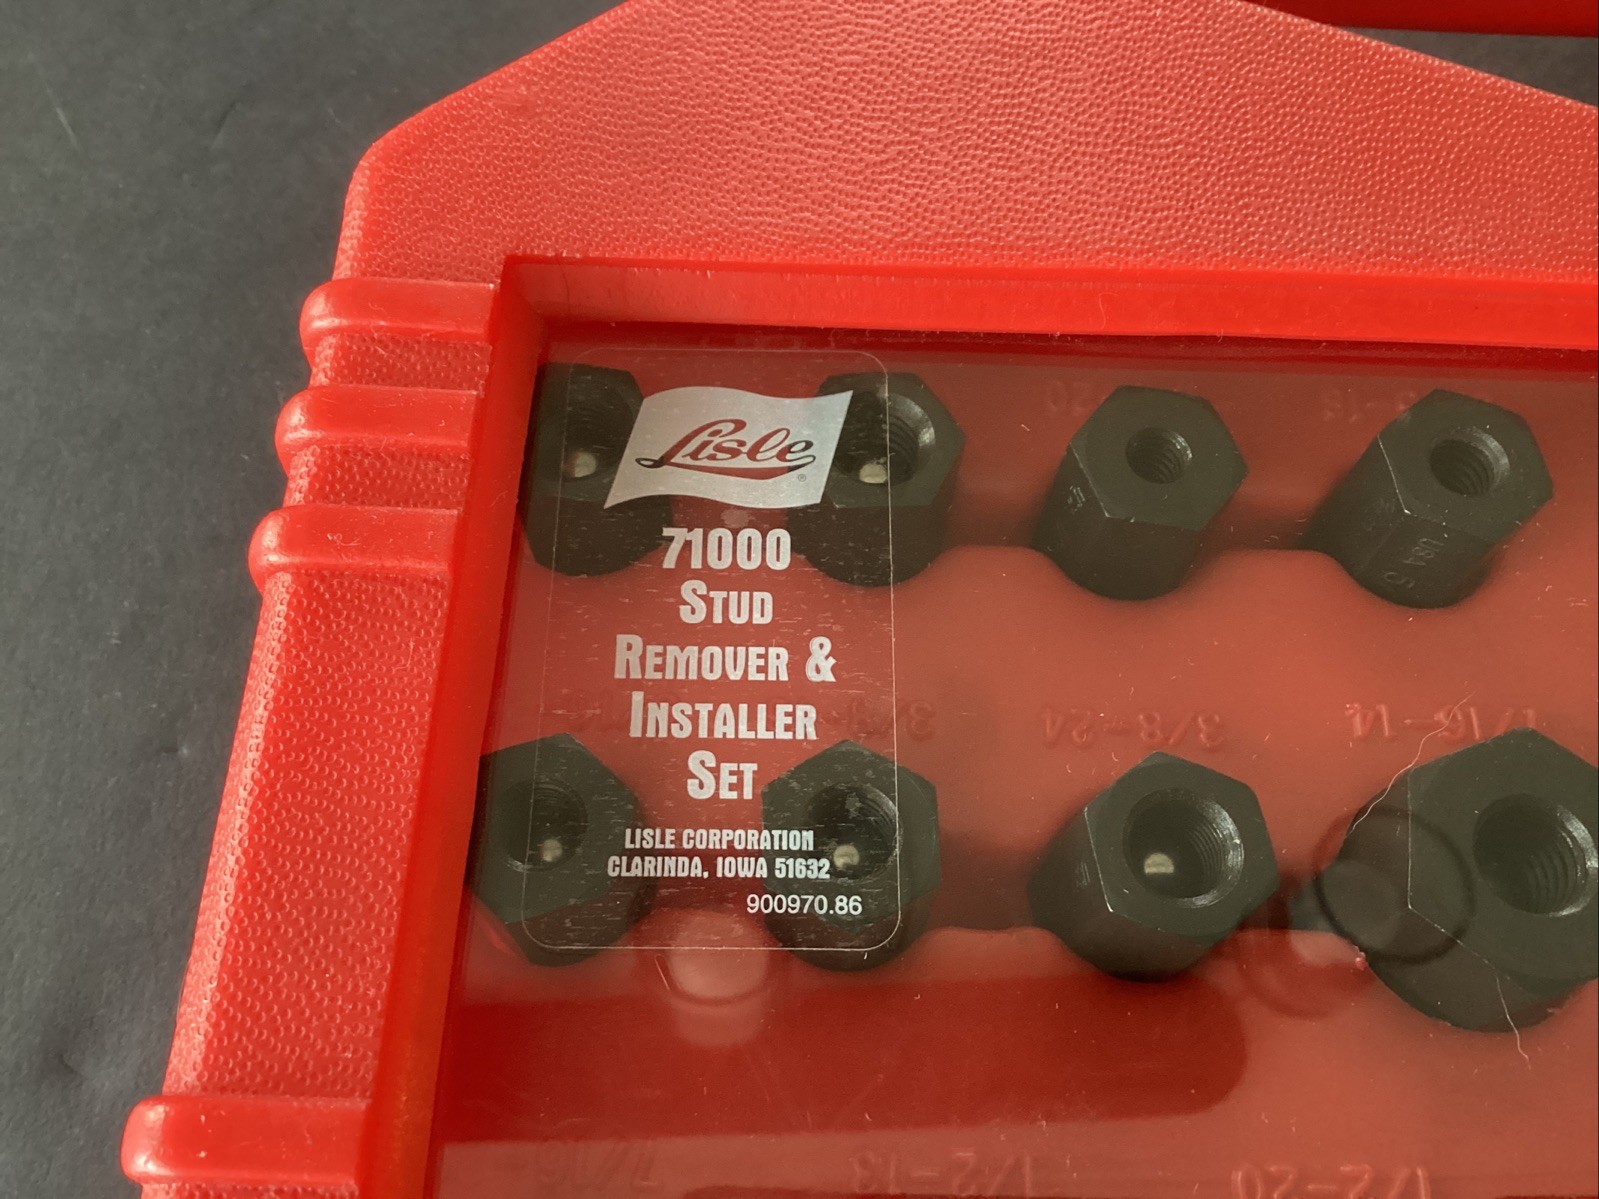 Lisle®
71000
STUD
REMOVER &
INSTALLER
SET
LISLE CORPORATION
CLARINDA, IOWA 51632
900970.86
USA
3/8-24
1/2-13
1/2-20